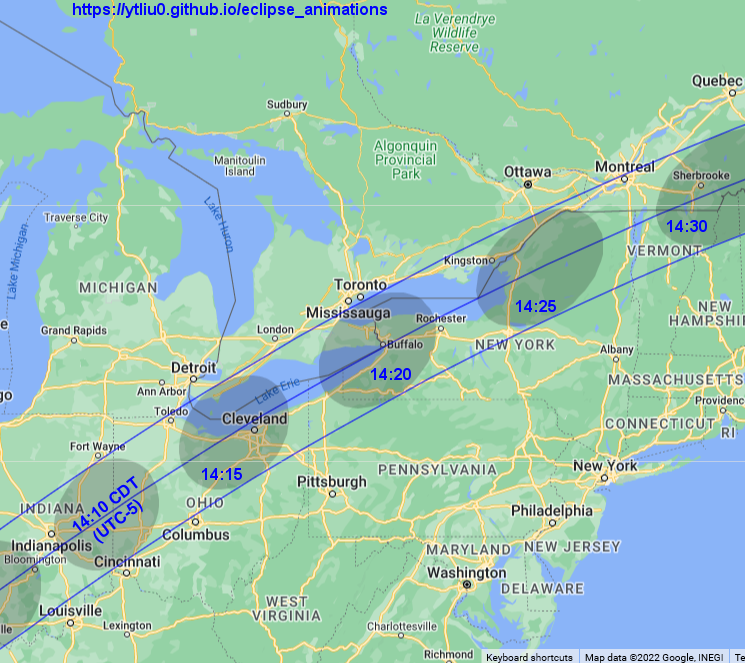 https://ytliu0.github.io/eclipse_animations
La Verendrye
Wildlife
Reserve
Quebec
Sudbury
Algonquin
Provincial
Park
Manitoulin
Island
Ottawa
Montreal
Sherbrooke
Traverse City
Lake Huron
Lake Michigan
14:30
Kingston
VERMONT
MICHIGAN
Toronto
Mississauga
14:25
NEW
HAMPSHIR
Grand Rapids
London
Rochester
Buffalo
NEW YORK
Albany
Detroit
14:20
MASSACHUSETTS
Ann Arbor
Lake Erie
Toledo
Cleveland
Providenc
CONNECTICUT
RI
Fort Wayne
14:15
PENNSYLVANIA
New York
Pittsburgh
14:10 CDT
(UTC-5)
INDIANA
OHIO
Philadelphia
Columbus
Indianapolis
MARYLAND
NEW JERSEY
Bloomington
Cincinnati
Washington
DELAWARE
WEST
VIRGINIA
Louisville
lle
Lexington
Charlottesville
Richmond
Keyboard shortcuts
Map data ©2022 Google, INEGI
Te
e
go